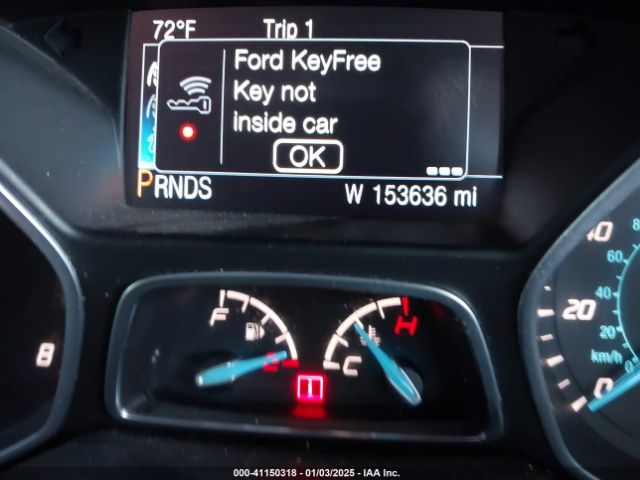 72°F Trip 1
Ford KeyFree
Key not
inside car
OK
PRNDS W 153636 mi
F
H
C
8
40
20
0
8
60
40
20
km/h
0
000-41150318 - 01/03/2025 - IAA Inc.